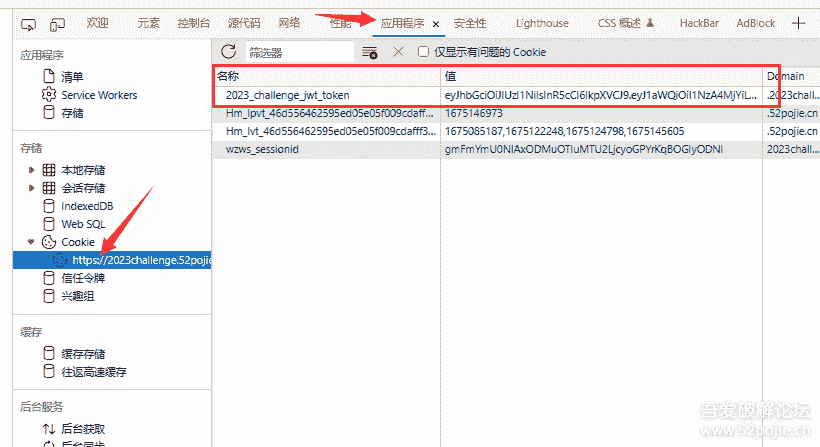 欢迎 元素 控制台 源代码 网络 性能 应用程序 安全性 Lighthouse CSS 概述 HackBar AdBlock
应用程序
清单
Service Workers
存储
存储
本地存储
会话存储
IndexedDB
Web SQL
Cookie
https://2023challenge.52pojie
信任令牌
兴趣组
缓存
缓存存储
往返高速缓存
后台服务
后台获取
后台同步
筛选器 仅显示有问题的 Cookie
名称 值 Domain
2023_challenge_jwt_token eyJhbGciOiJIUzI1NiIsInR5cCI6IkpXVCJ9.eyJ1aWQiOiI1NzA4MjYiL... .2023chall...
Hm_lpvt_46d556462595ed05e05f009cdaff... 1675146973 .52pojie.cn
Hm_lvt_46d556462595ed05e05f009cdafff3... 1675085187,1675122248,1675124798,1675145605 .52pojie.cn
wzws_sessionid gmFmYmU0NIAxODMuOTIuMTU2LjcyoGPYrKqBOGIyODNl 2023chall...
吾爱破解论坛
www.52pojie.cn